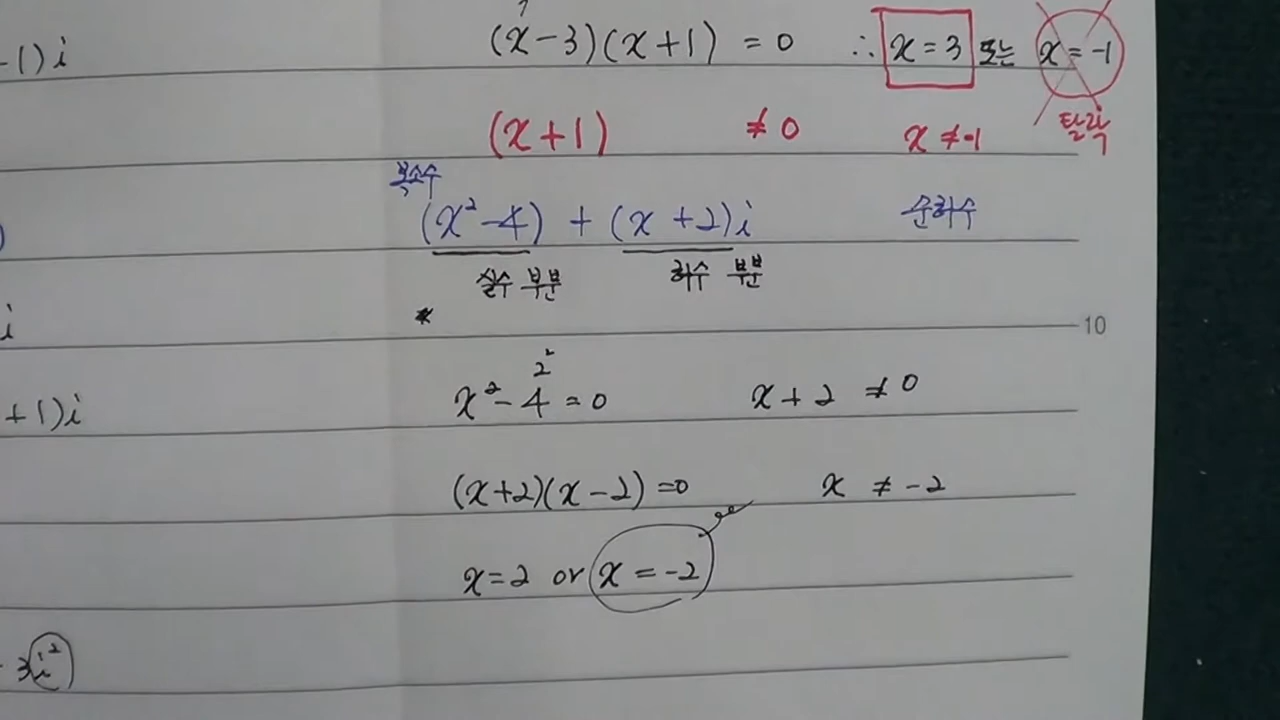 -1)i
(x-3)(x+1) = 0 ∴ x=3 또는 x=-1
(x+1) ≠0 x≠-1 탈락
복소수
(x²-4) + (x+2)i 순허수
실수 부분 허수 부분
*
i
10
2²
x²-4=0 x+2 ≠0
+1)i
(x+2)(x-2)=0 x ≠ -2
x=2 or x=-2
3i²